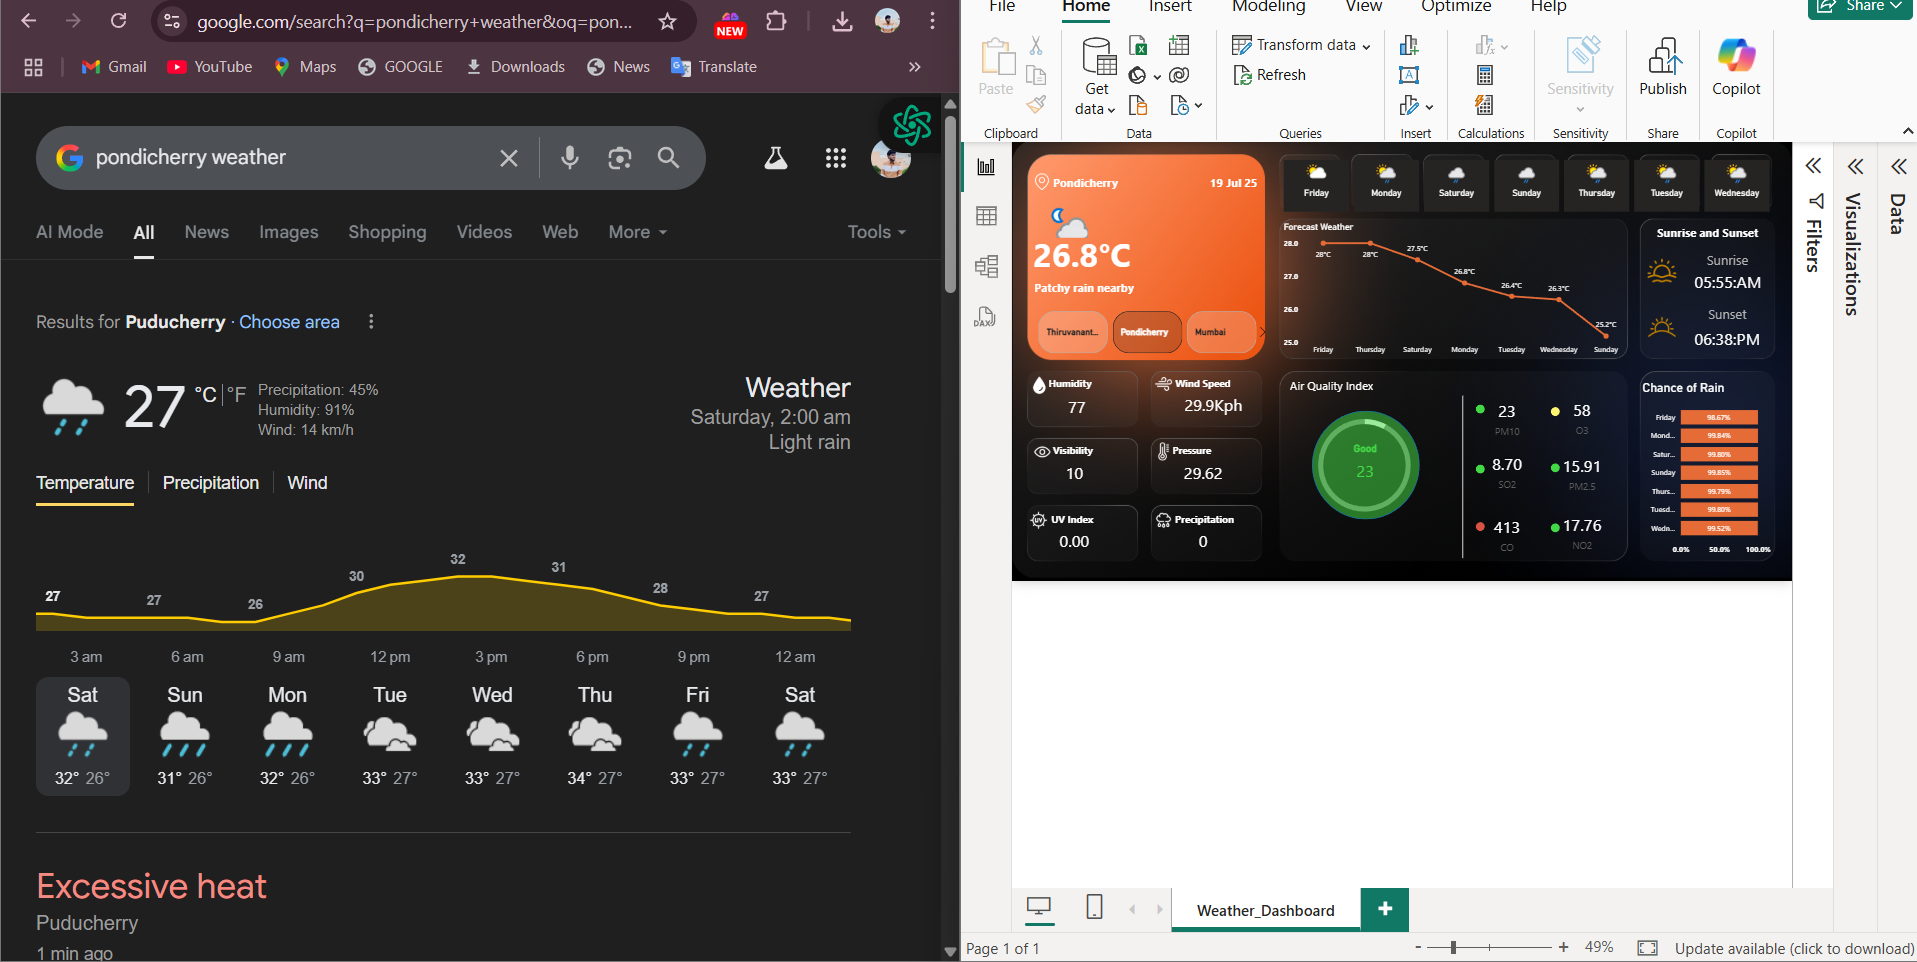 google.com/search?q=pondicherry+weather&oq=pon...
NEW
Gmail
YouTube
Maps
GOOGLE
Downloads
News
Translate
»
pondicherry weather
AI Mode
All
News
Images
Shopping
Videos
Web
More
Tools
Results for Puducherry · Choose area
27 °C | °F
Precipitation: 45%
Humidity: 91%
Wind: 14 km/h
Weather
Saturday, 2:00 am
Light rain
Temperature
Precipitation
Wind
27
27
26
30
32
31
28
27
3 am
6 am
9 am
12 pm
3 pm
6 pm
9 pm
12 am
Sat
Sun
Mon
Tue
Wed
Thu
Fri
Sat
32° 26°
31° 26°
32° 26°
33° 27°
33° 27°
34° 27°
33° 27°
33° 27°
Excessive heat
Puducherry
1 min ago
File
Home
Insert
Modeling
View
Optimize
Help
Share
Paste
Clipboard
Get
data
Data
Transform data
Refresh
Queries
Insert
Calculations
Sensitivity
Sensitivity
Publish
Share
Copilot
Copilot
DAX
Pondicherry
19 Jul 25
26.8°C
Patchy rain nearby
Thiruvanant...
Pondicherry
Mumbai
Friday
Monday
Saturday
Sunday
Thursday
Tuesday
Wednesday
Forecast Weather
28.0
27.0
26.0
25.0
28°C
28°C
27.5°C
26.8°C
26.4°C
26.3°C
25.2°C
Friday
Thursday
Saturday
Monday
Tuesday
Wednesday
Sunday
Sunrise and Sunset
Sunrise
05:55:AM
Sunset
06:38:PM
Humidity
77
Wind Speed
29.9Kph
Visibility
10
Pressure
29.62
UV Index
0.00
Precipitation
0
Air Quality Index
Good
23
23
PM10
58
O3
8.70
SO2
15.91
PM2.5
413
CO
17.76
NO2
Chance of Rain
Friday 98.67%
Mond... 99.84%
Satur... 99.80%
Sunday 99.85%
Thurs... 99.79%
Tuesd... 99.80%
Wedn... 99.52%
0.0% 50.0% 100.0%
Filters
Visualizations
Data
Weather_Dashboard
+
Page 1 of 1
- + 49%
Update available (click to download)